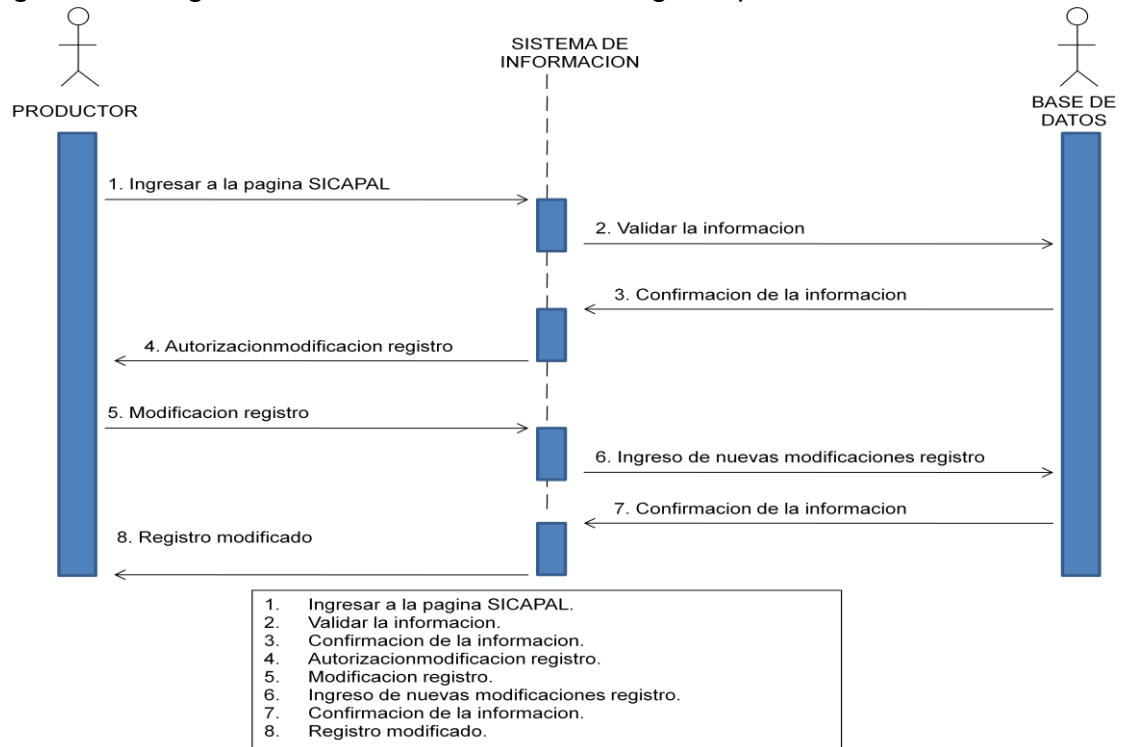 SISTEMA DE
INFORMACION
PRODUCTOR
BASE DE
DATOS
1. Ingresar a la pagina SICAPAL
2. Validar la informacion
3. Confirmacion de la informacion
4. Autorizacionmodificacion registro
5. Modificacion registro
6. Ingreso de nuevas modificaciones registro
7. Confirmacion de la informacion
8. Registro modificado
1. Ingresar a la pagina SICAPAL.
2. Validar la informacion.
3. Confirmacion de la informacion.
4. Autorizacionmodificacion registro.
5. Modificacion registro.
6. Ingreso de nuevas modificaciones registro.
7. Confirmacion de la informacion.
8. Registro modificado.